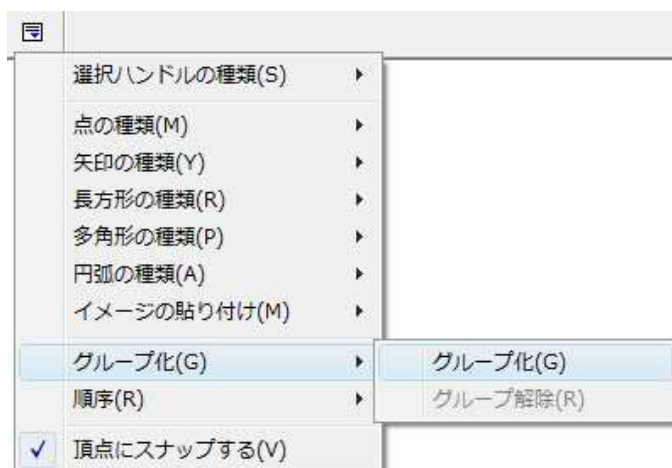 選択ハンドルの種類(S)
点の種類(M)
矢印の種類(Y)
長方形の種類(R)
多角形の種類(P)
円弧の種類(A)
イメージの貼り付け(M)
グループ化(G)
グループ化(G)
順序(R)
グループ解除(R)
頂点にスナップする(V)